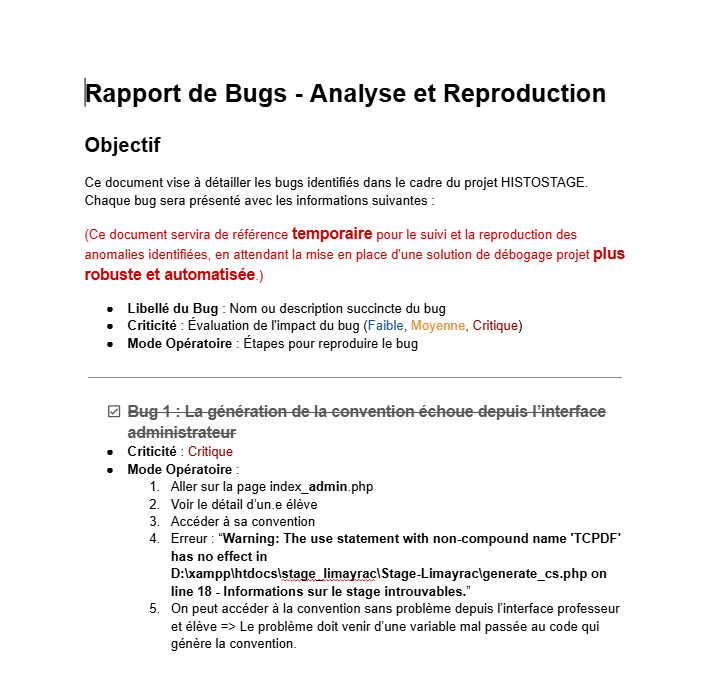 Rapport de Bugs - Analyse et Reproduction
Objectif
Ce document vise à détailler les bugs identifiés dans le cadre du projet HISTOSTAGE.
Chaque bug sera présenté avec les informations suivantes :
(Ce document servira de référence temporaire pour le suivi et la reproduction des
anomalies identifiées, en attendant la mise en place d'une solution de débogage projet plus
robuste et automatisée.)
● Libellé du Bug : Nom ou description succincte du bug
● Criticité : Évaluation de l'impact du bug (Faible, Moyenne, Critique)
● Mode Opératoire : Étapes pour reproduire le bug
☑ Bug 1 : La génération de la convention échoue depuis l'interface
administrateur
● Criticité : Critique
● Mode Opératoire :
1. Aller sur la page index_admin.php
2. Voir le détail d'un.e élève
3. Accéder à sa convention
4. Erreur : “Warning: The use statement with non-compound name 'TCPDF'
has no effect in
D:\xampp\htdocs\stage_limayrac\Stage-Limayrac\generate_cs.php on
line 18 - Informations sur le stage introuvables.”
5. On peut accéder à la convention sans problème depuis l'interface professeur
et élève => Le problème doit venir d'une variable mal passée au code qui
génère la convention.